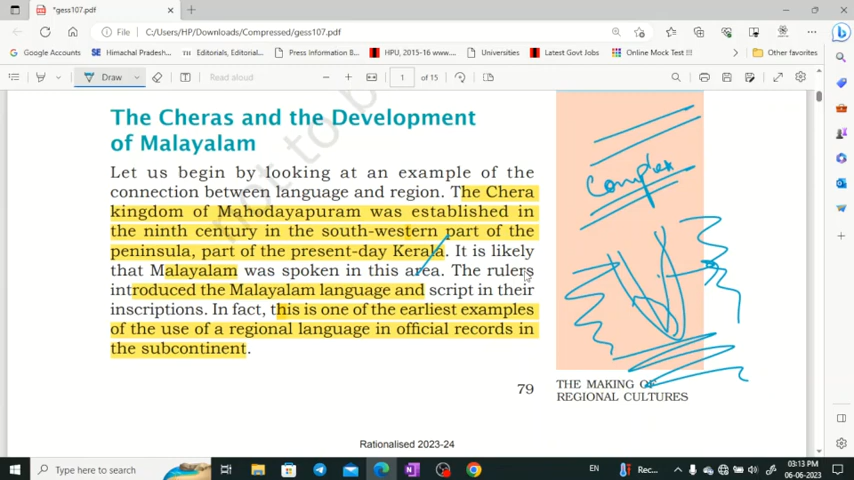 *gess107.pdf
File
C:/Users/HP/Downloads/Compressed/gess107.pdf
Google Accounts
Himachal Pradesh...
Editorials, Editorial...
Press Information B...
HPU, 2015-16 www....
Universities
Latest Govt Jobs
Online Mock Test !!!
Other favorites
Draw
Read aloud
1 of 15
not to b
The Cheras and the Development
of Malayalam
Let us begin by looking at an example of the
connection between language and region. The Chera
kingdom of Mahodayapuram was established in
the ninth century in the south-western part of the
peninsula, part of the present-day Kerala. It is likely
that Malayalam was spoken in this area. The rulers
introduced the Malayalam language and script in their
inscriptions. In fact, this is one of the earliest examples
of the use of a regional language in official records in
the subcontinent.
Complex
79
THE MAKING OF
REGIONAL CULTURES
Rationalised 2023-24
Type here to search
EN
Rec...
03:13 PM
06-06-2023